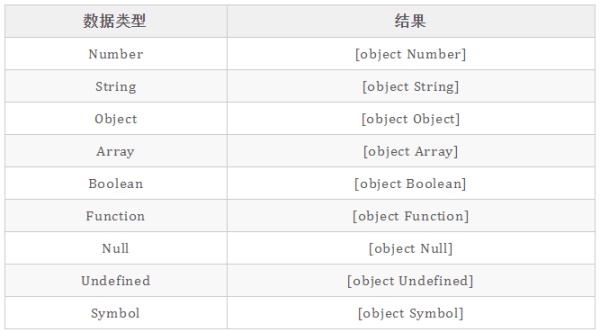 数据类型 结果
Number [object Number]
String [object String]
Object [object Object]
Array [object Array]
Boolean [object Boolean]
Function [object Function]
Null [object Null]
Undefined [object Undefined]
Symbol [object Symbol]